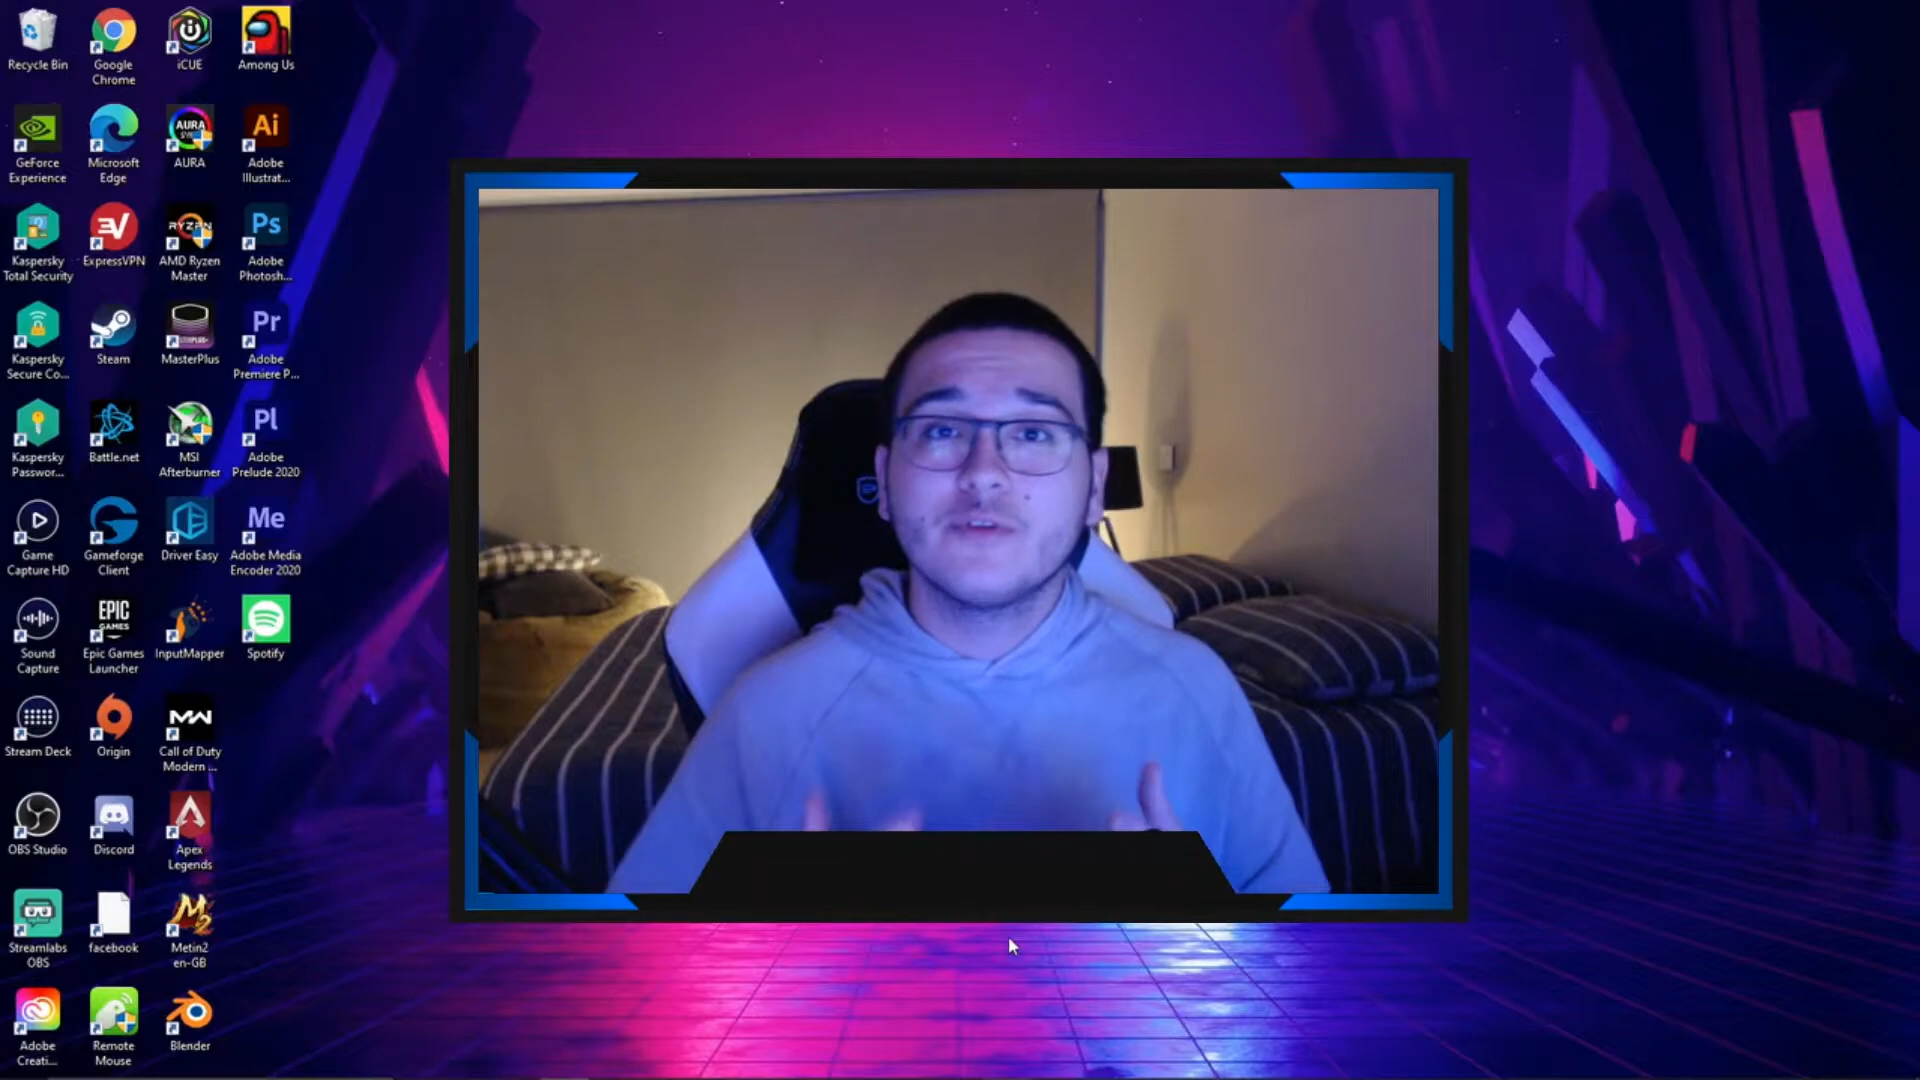 Recycle Bin
Google
Chrome
iCUE
Among Us
GeForce
Experience
Microsoft
Edge
AURA
SYNC
AURA
Ai
Adobe
Illustrat...
Kaspersky
Total Security
ExpressVPN
RYZEN
AMD Ryzen
Master
Ps
Adobe
Photosh...
Kaspersky
Secure Co...
Steam
MASTERPLUS+
MasterPlus
Pr
Adobe
Premiere P...
Kaspersky
Passwor...
Battle.net
MSI
Afterburner
Pl
Adobe
Prelude 2020
Game
Capture HD
Gameforge
Client
Driver Easy
Me
Adobe Media
Encoder 2020
Sound
Capture
EPIC
GAMES
Epic Games
Launcher
InputMapper
Spotify
Stream Deck
Origin
MW
Call of Duty
Modern ...
OBS Studio
Discord
Apex
Legends
Streamlabs
OBS
facebook
M2
Metin2
en-GB
Adobe
Creati...
Remote
Mouse
Blender